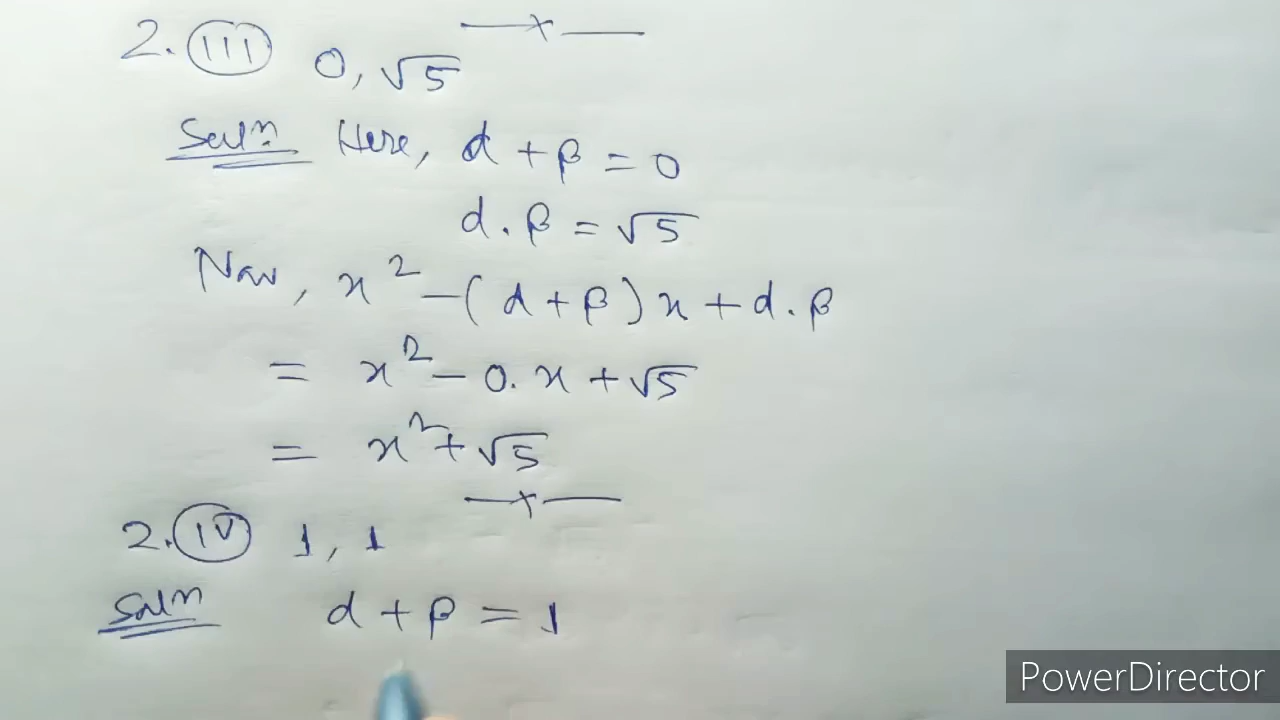 2. (III) 0, √5
Solⁿ: Here, α + β = 0
α . β = √5
Now, x² - (α + β) x + α . β
= x² - 0. x + √5
= x² + √5
2. (IV) 1, 1
Solⁿ α + β = 1
PowerDirector